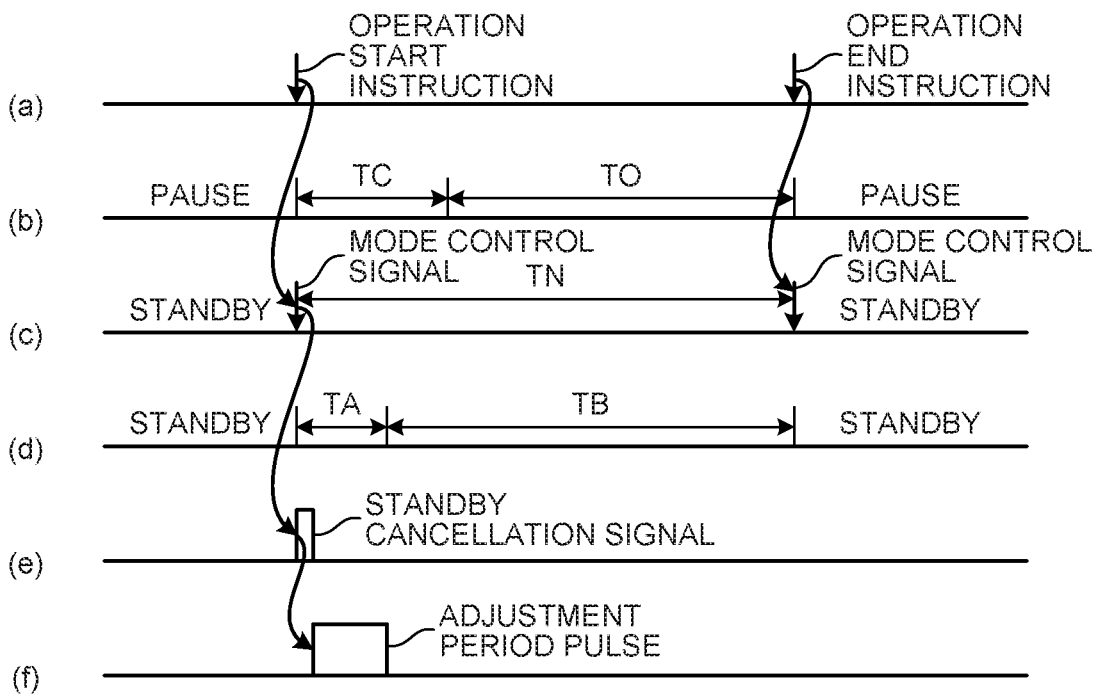 OPERATION
START
INSTRUCTION
OPERATION
END
INSTRUCTION
(a)
PAUSE
TC
TO
PAUSE
(b)
MODE CONTROL
SIGNAL
TN
MODE CONTROL
SIGNAL
STANDBY
STANDBY
(c)
STANDBY
TA
TB
STANDBY
(d)
STANDBY
CANCELLATION SIGNAL
(e)
ADJUSTMENT
PERIOD PULSE
(f)